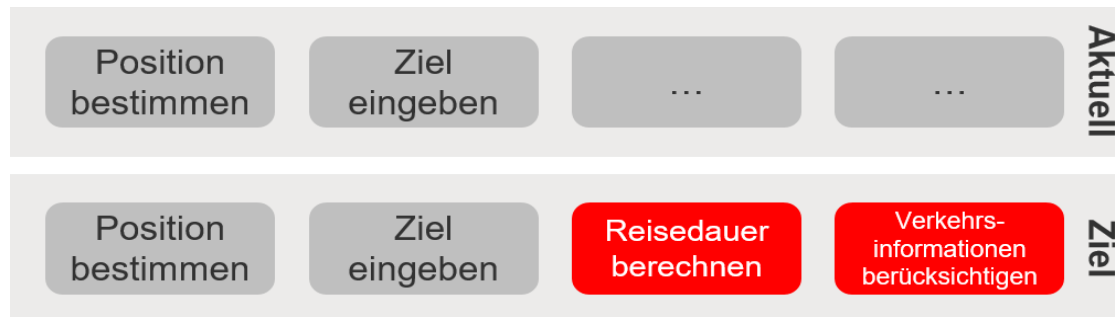 Position
bestimmen
Ziel
eingeben
...
...
Aktuell
Position
bestimmen
Ziel
eingeben
Reisedauer
berechnen
Verkehrs-
informationen
berücksichtigen
Ziel